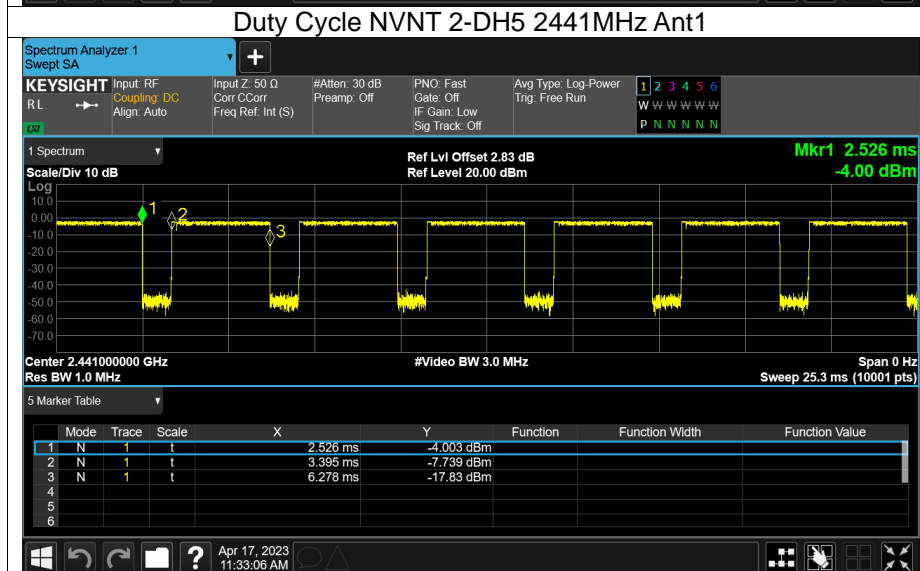 Duty Cycle NVNT 2-DH5 2441MHz Ant1
Spectrum Analyzer 1
Swept SA
+
KEYSIGHT Input: RF Input Z: 50 Ω #Atten: 30 dB PNO: Fast Avg Type: Log-Power 1 2 3 4 5 6
RL Coupling: DC Corr CCorr Preamp: Off Gate: Off Trig: Free Run W W W W W W
Align: Auto Freq Ref: Int (S) IF Gain: Low
LXI Sig Track: Off P N N N N N
1 Spectrum Ref Lvl Offset 2.83 dB Mkr1 2.526 ms
Scale/Div 10 dB Ref Level 20.00 dBm -4.00 dBm
Log
10.0
0.00
-10.0
-20.0
-30.0
-40.0
-50.0
-60.0
-70.0
1
2
3
Center 2.441000000 GHz #Video BW 3.0 MHz Span 0 Hz
Res BW 1.0 MHz Sweep 25.3 ms (10001 pts)
5 Marker Table
Mode Trace Scale X Y Function Function Width Function Value
1 N 1 t 2.526 ms -4.003 dBm
2 N 1 t 3.395 ms -7.739 dBm
3 N 1 t 6.278 ms -17.83 dBm
4
5
6
? Apr 17, 2023
11:33:06 AM